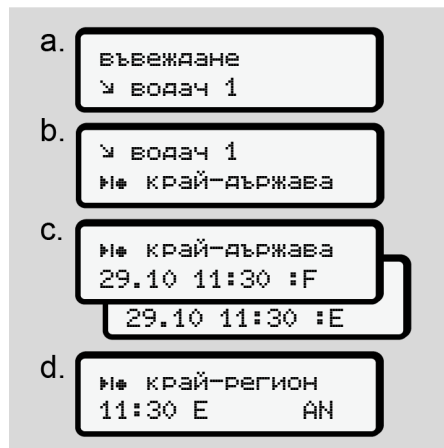 a.
въвеждане
водач 1
b.
водач 1
край-държава
c.
край-държава
29.10 11:30 :F
29.10 11:30 :E
d.
край-регион
11:30 E AN